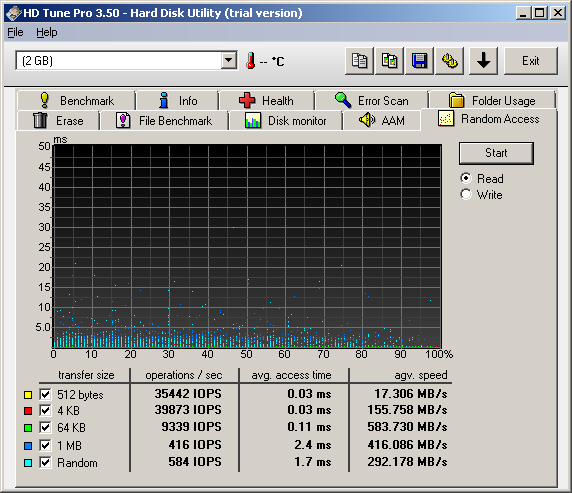 HD Tune Pro 3.50 - Hard Disk Utility (trial version)
File Help
(2 GB) -- °C Exit
Benchmark Info Health Error Scan Folder Usage
Erase File Benchmark Disk monitor AAM Random Access
ms
50
45
40
35
30
25
20
15
10
5.0
0 10 20 30 40 50 60 70 80 90 100%
Start
Read
Write
transfer size operations / sec avg. access time agv. speed
512 bytes 35442 IOPS 0.03 ms 17.306 MB/s
4 KB 39873 IOPS 0.03 ms 155.758 MB/s
64 KB 9339 IOPS 0.11 ms 583.730 MB/s
1 MB 416 IOPS 2.4 ms 416.086 MB/s
Random 584 IOPS 1.7 ms 292.178 MB/s